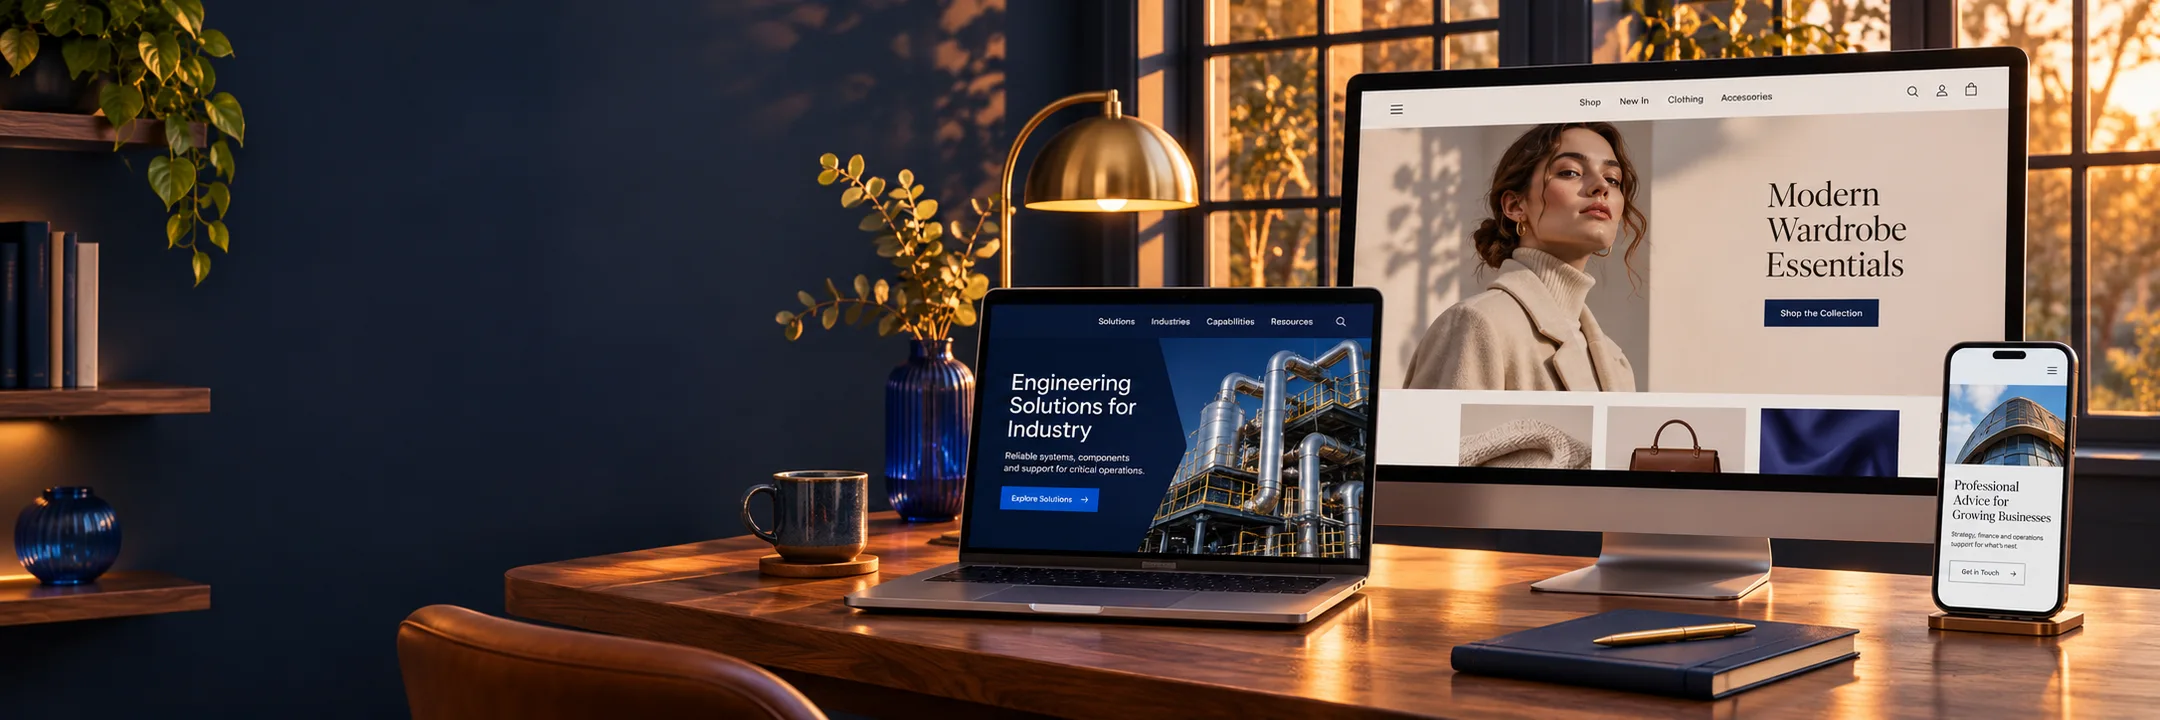 Solutions Industries Capabilities Resources
Engineering
Solutions for
Industry
Reliable systems, components
and support for critical operations.
Explore Solutions
Shop New In Clothing Accesoories
Modern
Wardrobe
Essentials
Shop the Collection
Professional
Advice for
Growing Businesses
Strategy, finance and operations
support for what's next
Get in Touch